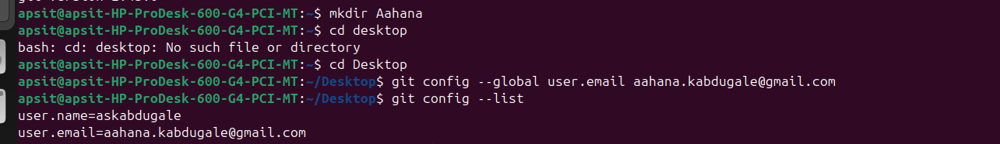 apsit@apsit-HP-ProDesk-600-G4-PCI-MT:~$ mkdir Aahana
apsit@apsit-HP-ProDesk-600-G4-PCI-MT:~$ cd desktop
bash: cd: desktop: No such file or directory
apsit@apsit-HP-ProDesk-600-G4-PCI-MT:~$ cd Desktop
apsit@apsit-HP-ProDesk-600-G4-PCI-MT:~/Desktop$ git config --global user.email aahana.kabdugale@gmail.com
apsit@apsit-HP-ProDesk-600-G4-PCI-MT:~/Desktop$ git config --list
user.name=askabdugale
user.email=aahana.kabdugale@gmail.com